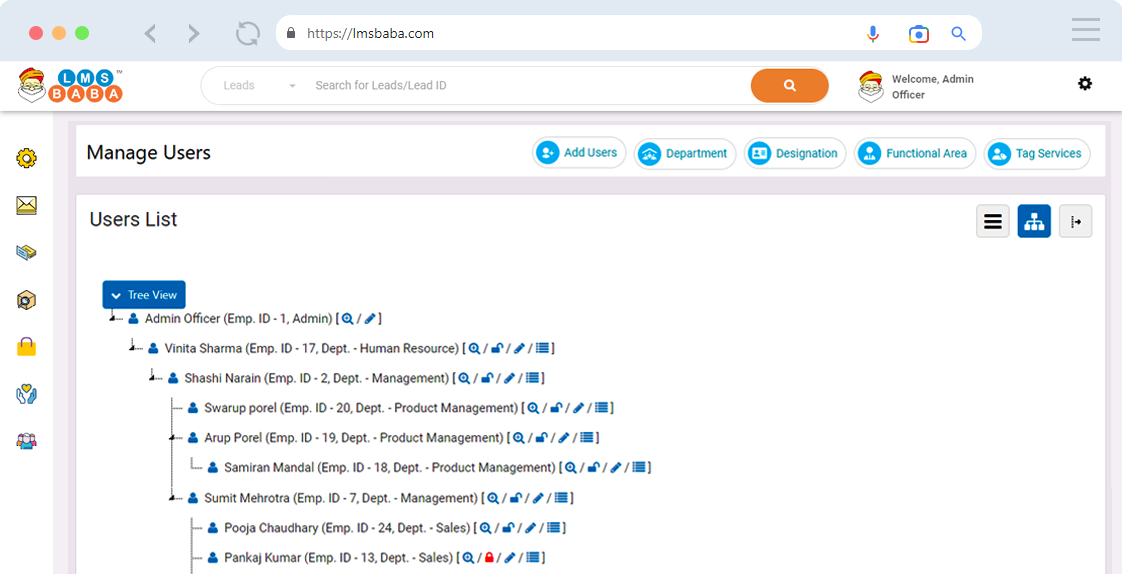 https://lmsbaba.com
LMS™
BABA
Leads
Search for Leads/Lead ID
Welcome, Admin
Officer
Manage Users
Add Users
Department
Designation
Functional Area
Tag Services
Users List
Tree View
Admin Officer (Emp. ID - 1, Admin) [ / ]
Vinita Sharma (Emp. ID - 17, Dept. - Human Resource) [ / / / ]
Shashi Narain (Emp. ID - 2, Dept. - Management) [ / / / ]
Swarup porel (Emp. ID - 20, Dept. - Product Management) [ / / / ]
Arup Porel (Emp. ID - 19, Dept. - Product Management) [ / / / ]
Samiran Mandal (Emp. ID - 18, Dept. - Product Management) [ / / / ]
Sumit Mehrotra (Emp. ID - 7, Dept. - Management) [ / / / ]
Pooja Chaudhary (Emp. ID - 24, Dept. - Sales) [ / / / ]
Pankaj Kumar (Emp. ID - 13, Dept. - Sales) [ / / / ]